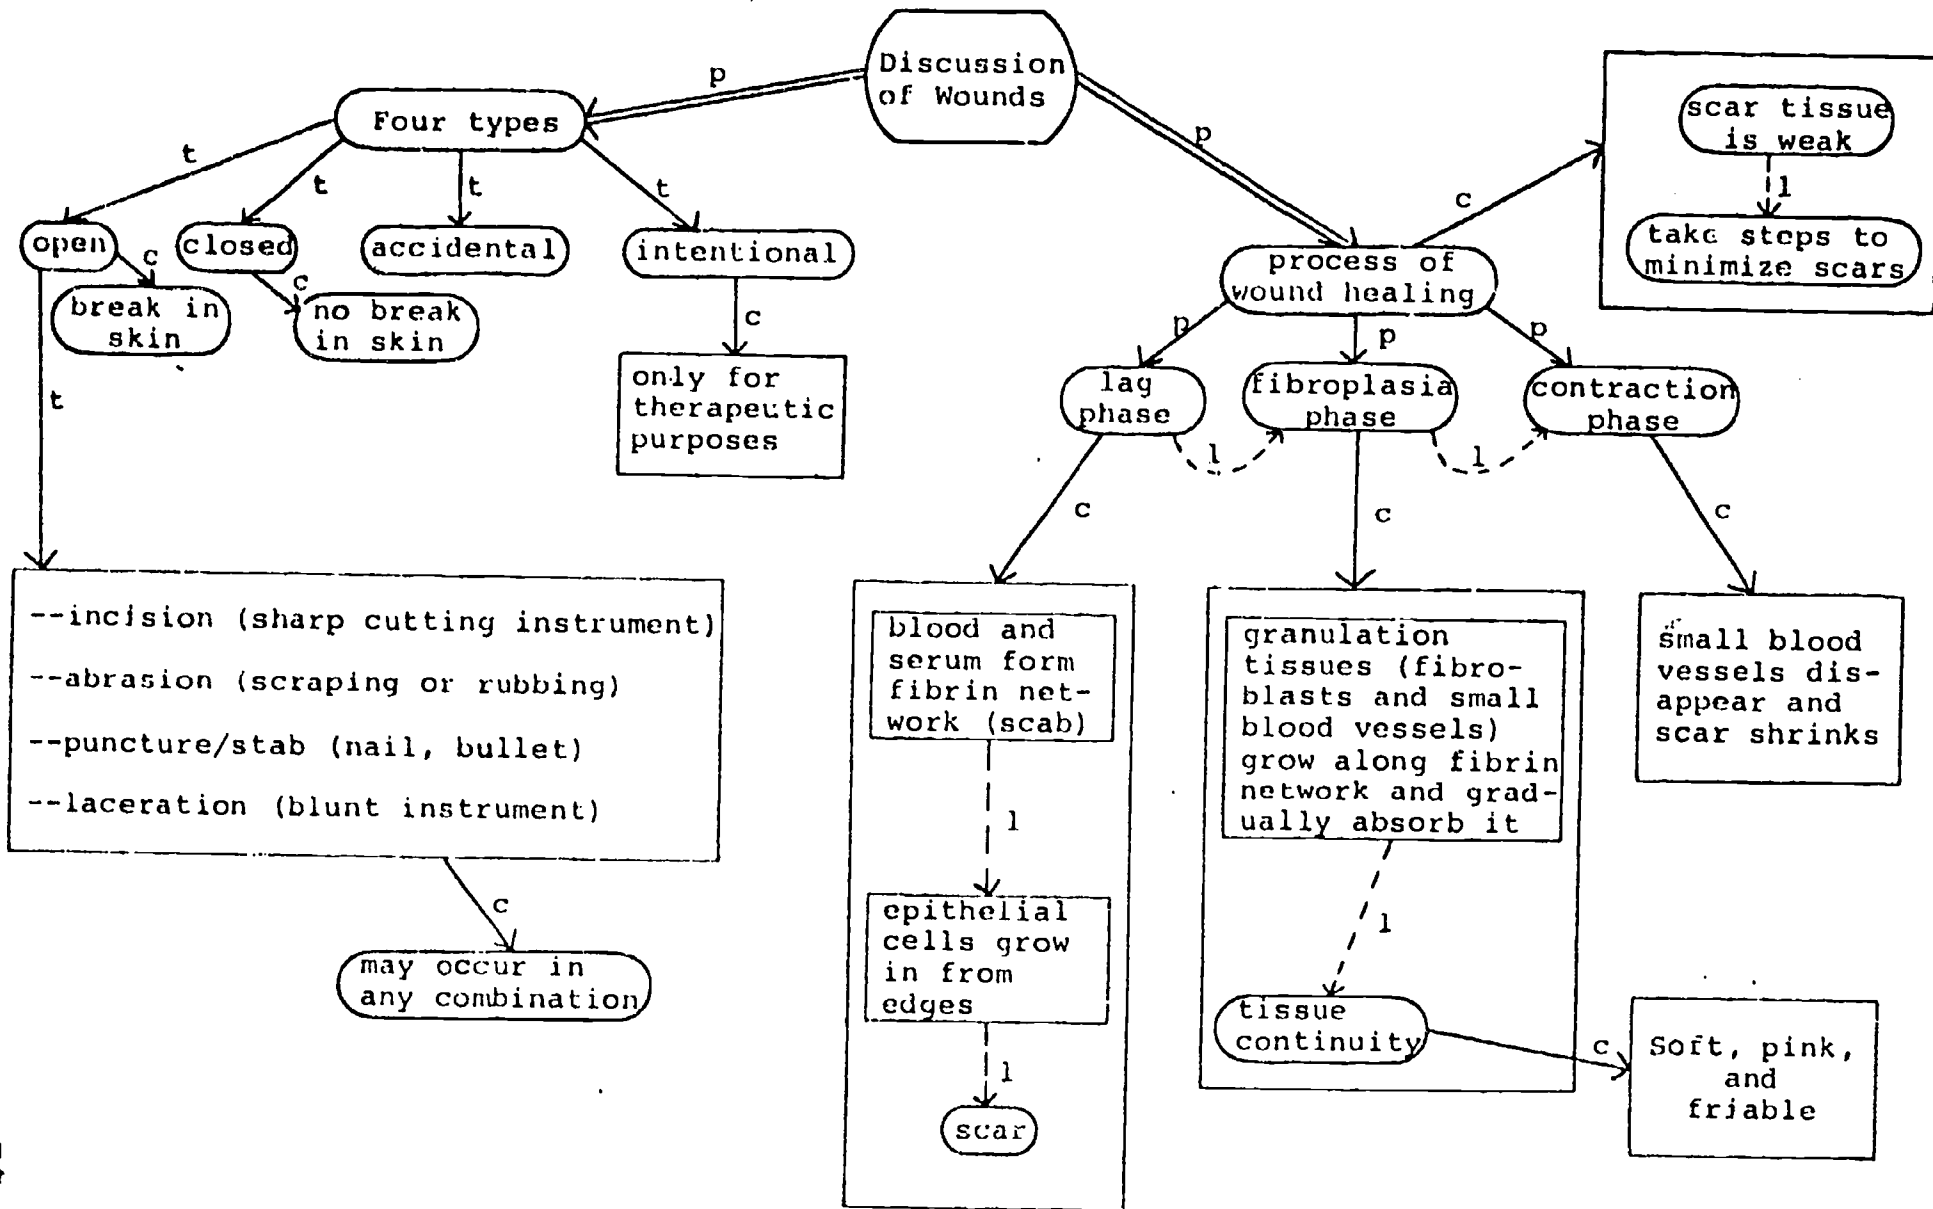 Discussion
of Wounds
p
p
Four types
t
t
t
t
open
closed
accidental
intentional
c
break in
skin
c
no break
in skin
c
only for
therapeutic
purposes
t
--incision (sharp cutting instrument)
--abrasion (scraping or rubbing)
--puncture/stab (nail, bullet)
--laceration (blunt instrument)
c
may occur in
any combination
process of
wound healing
c
scar tissue
is weak
l
take steps to
minimize scars
p
p
p
lag
phase
fibroplasia
phase
contraction
phase
l
l
c
c
c
blood and
serum form
fibrin net-
work (scab)
l
epithelial
cells grow
in from
edges
l
scar
granulation
tissues (fibro-
blasts and small
blood vessels)
grow along fibrin
network and grad-
ually absorb it
l
tissue
continuity
c
Soft, pink,
and
friable
small blood
vessels dis-
appear and
scar shrinks